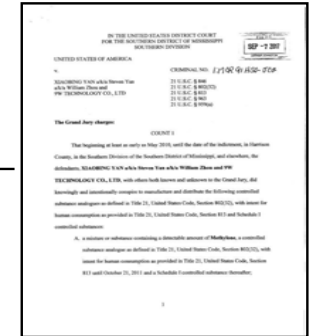 IN THE UNITED STATES DISTRICT COURT
FOR THE SOUTHERN DISTRICT OF MISSISSIPPI
SOUTHERN DIVISION
SEP -7 2017
UNITED STATES OF AMERICA
v.
CRIMINAL NO.
XIAOBING YAN a/k/a Steven Yan
a/k/a William Zhou and
9W TECHNOLOGY CO., LTD
21 U.S.C. § 846
21 U.S.C. § 802(32)
21 U.S.C. § 813
21 U.S.C. § 963
21 U.S.C. § 959(a)
The Grand Jury charges:
COUNT 1
That beginning at least as early as May 2010, until the date of the indictment, in Harrison
County, in the Southern Division of the Southern District of Mississippi, and elsewhere, the
defendants, XIAOBING YAN a/k/a Steven Yan a/k/a William Zhou and 9W
TECHNOLOGY CO., LTD, with others both known and unknown to the Grand Jury, did
knowingly and intentionally conspire to manufacture and distribute the following controlled
substance analogues as defined in Title 21, United States Code, Section 802(32), with intent for
human consumption as provided in Title 21, United States Code, Section 813 and Schedule I
controlled substances:
A. a mixture or substance containing a detectable amount of Methylone, a controlled
substance analogue as defined in Title 21, United States Code, Section 802(32), with
intent for human consumption as provided in Title 21, United States Code, Section
813 until October 21, 2011 and a Schedule I controlled substance thereafter;
1